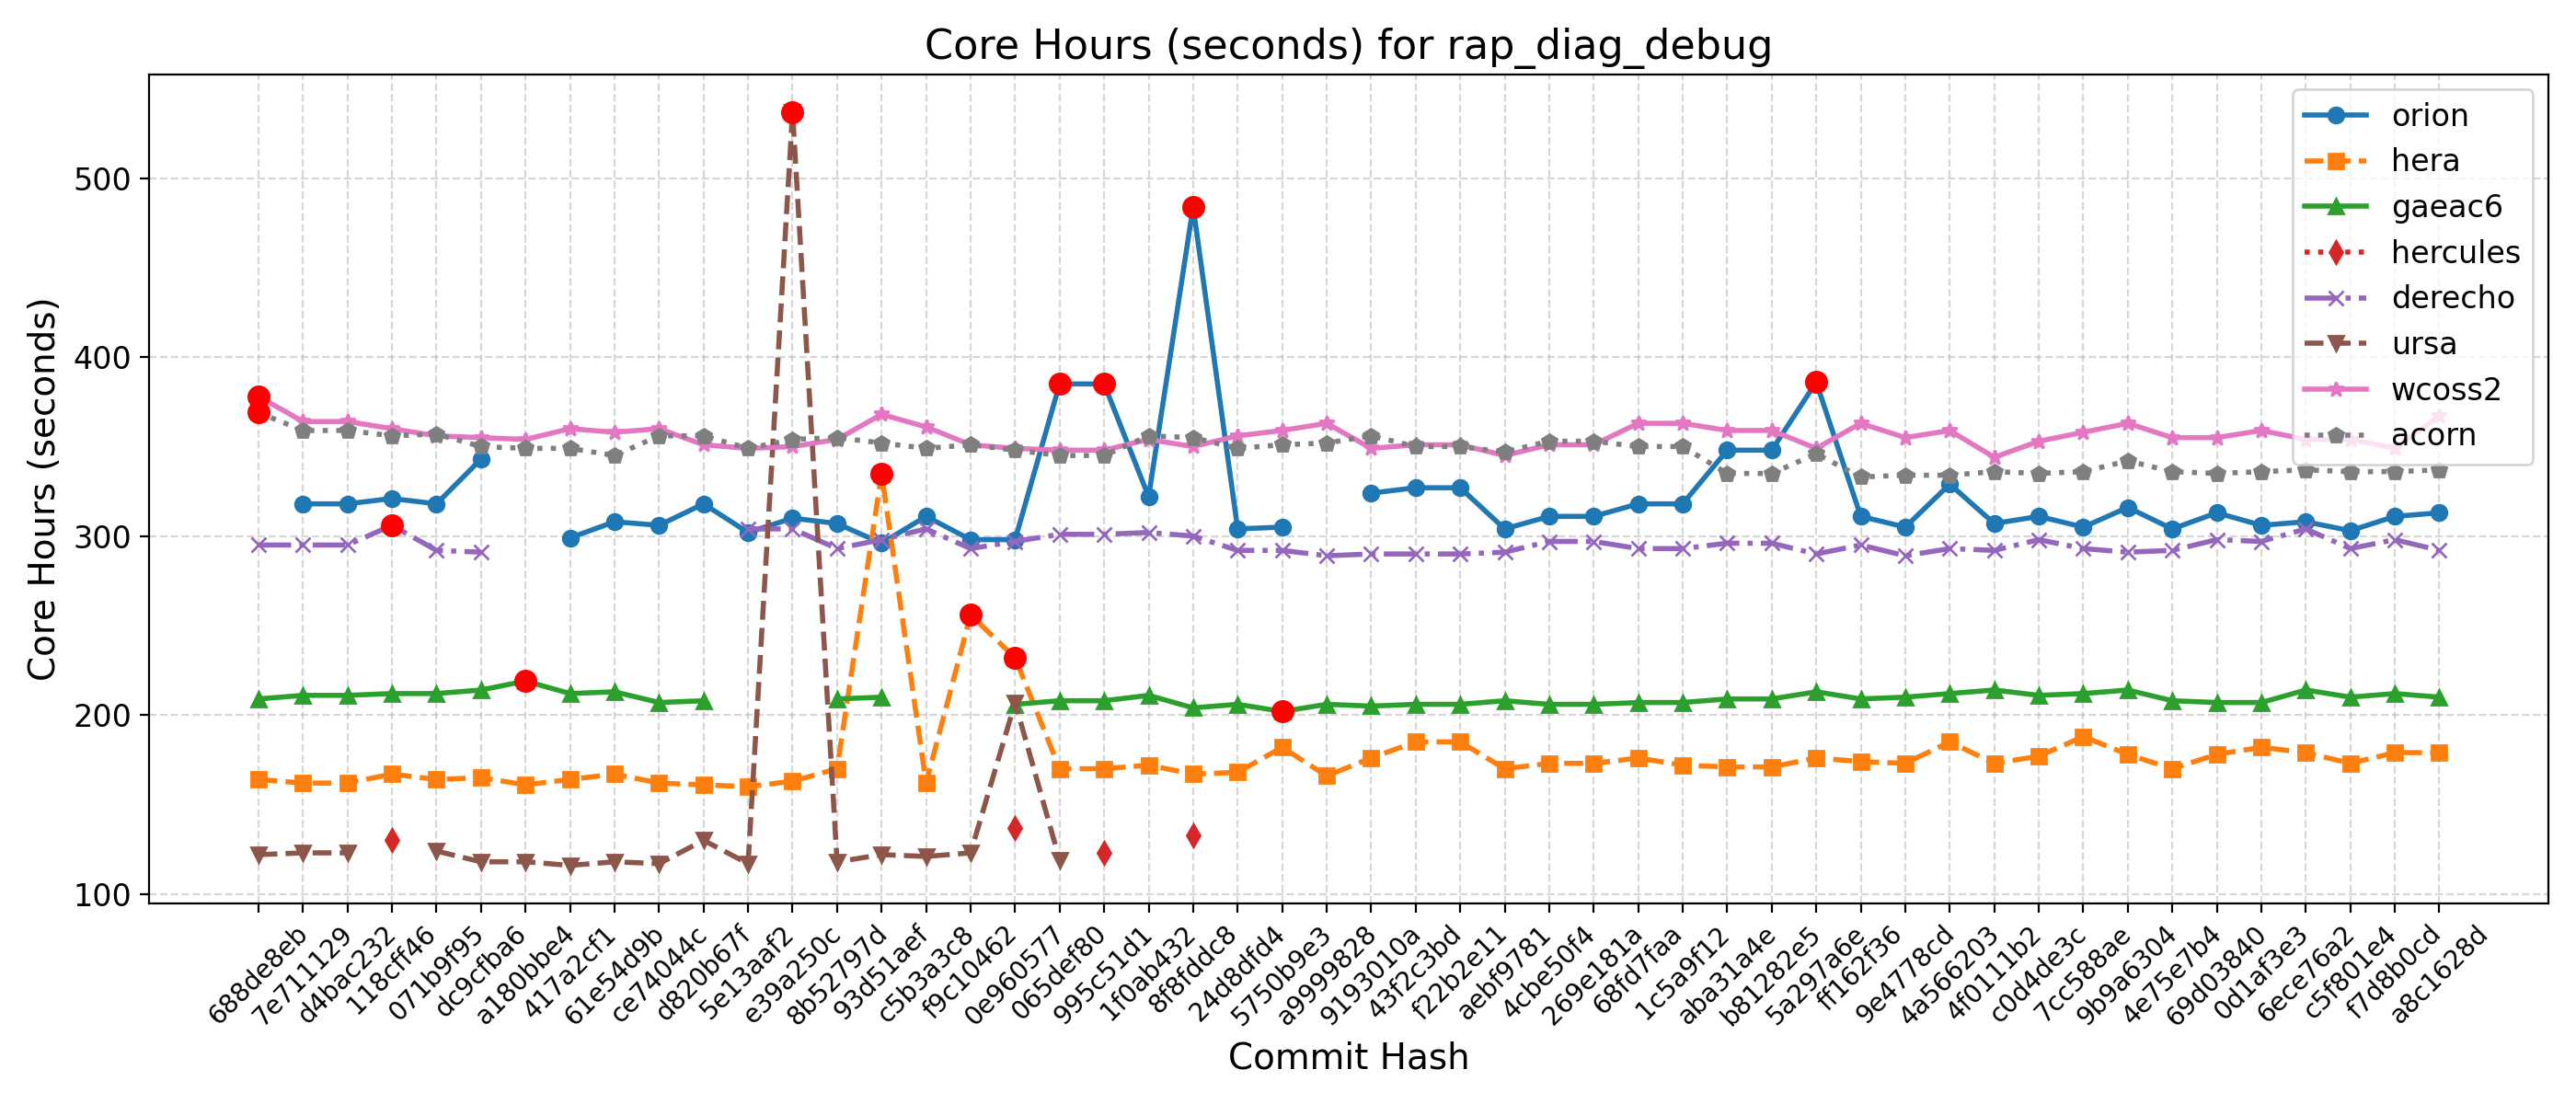 Core Hours (seconds) for rap_diag_debug
Core Hours (seconds)
500
400
300
200
100
orion
hera
gaeac6
hercules
derecho
ursa
wcoss2
acorn
688de8eb
7e711129
d4bac232
118cff46
071b9f95
dc9cfba6
a180bbe4
417a2cf1
61e54d9b
ce74044c
d820b67f
5e13aaf2
e39a250c
8b52797d
93d51aef
c5b3a3c8
f9c10462
0e960577
065def80
995c51d1
1f0ab432
8f8fddc8
24d8dfd4
5750b9e3
a9999828
9193010a
43f2c3bd
f22b2e11
aebf9781
4cbe50f4
269e181a
68fd7faa
1c5a9f12
aba31a4e
b81282e5
5a297a6e
ff162f36
9e4778cd
4a566203
4f0111b2
c0d4de3c
7cc588ae
9b9a6304
4e75e7b4
69d03840
0d1af3e3
6ece76a2
c5f801e4
f7d8b0cd
a8c1628d
Commit Hash